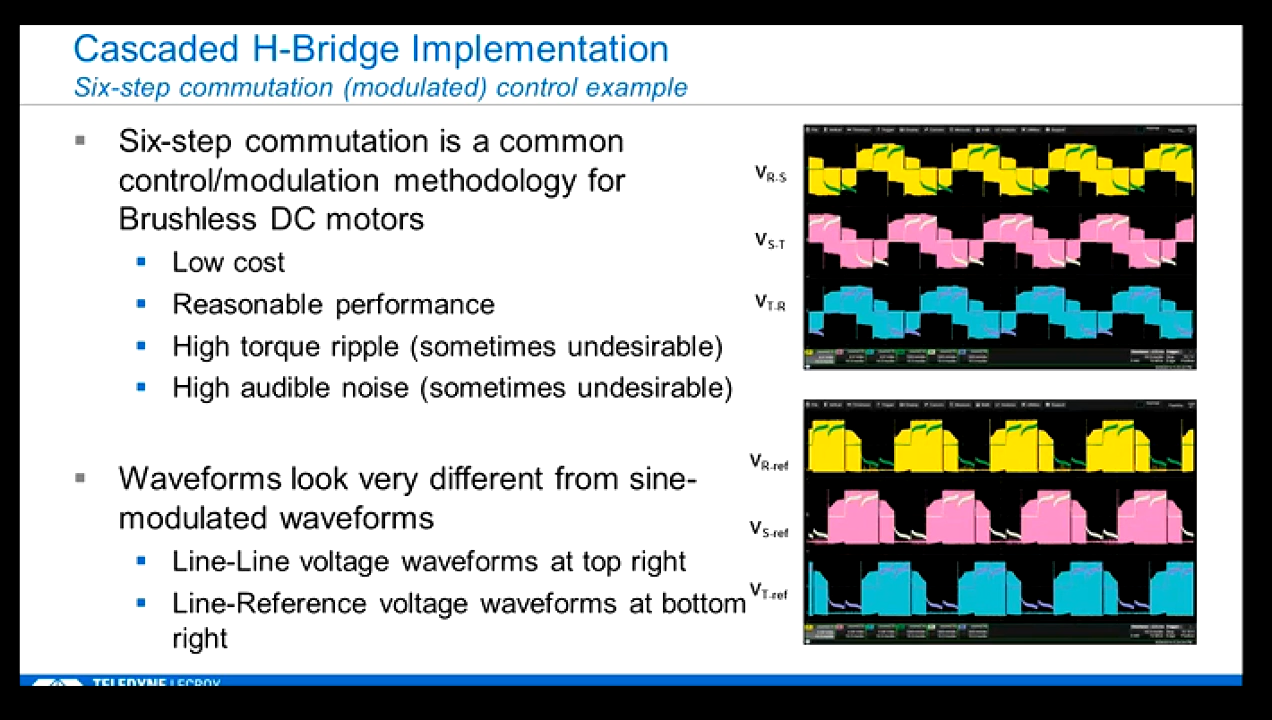 Cascaded H-Bridge Implementation
Six-step commutation (modulated) control example
Six-step commutation is a common
control/modulation methodology for
Brushless DC motors
Low cost
Reasonable performance
High torque ripple (sometimes undesirable)
High audible noise (sometimes undesirable)
Waveforms look very different from sine-
modulated waveforms
Line-Line voltage waveforms at top right
Line-Reference voltage waveforms at bottom
right
VR-S
VS-T
VT-R
VR-ref
VS-ref
VT-ref
TELEDYNE LECROY